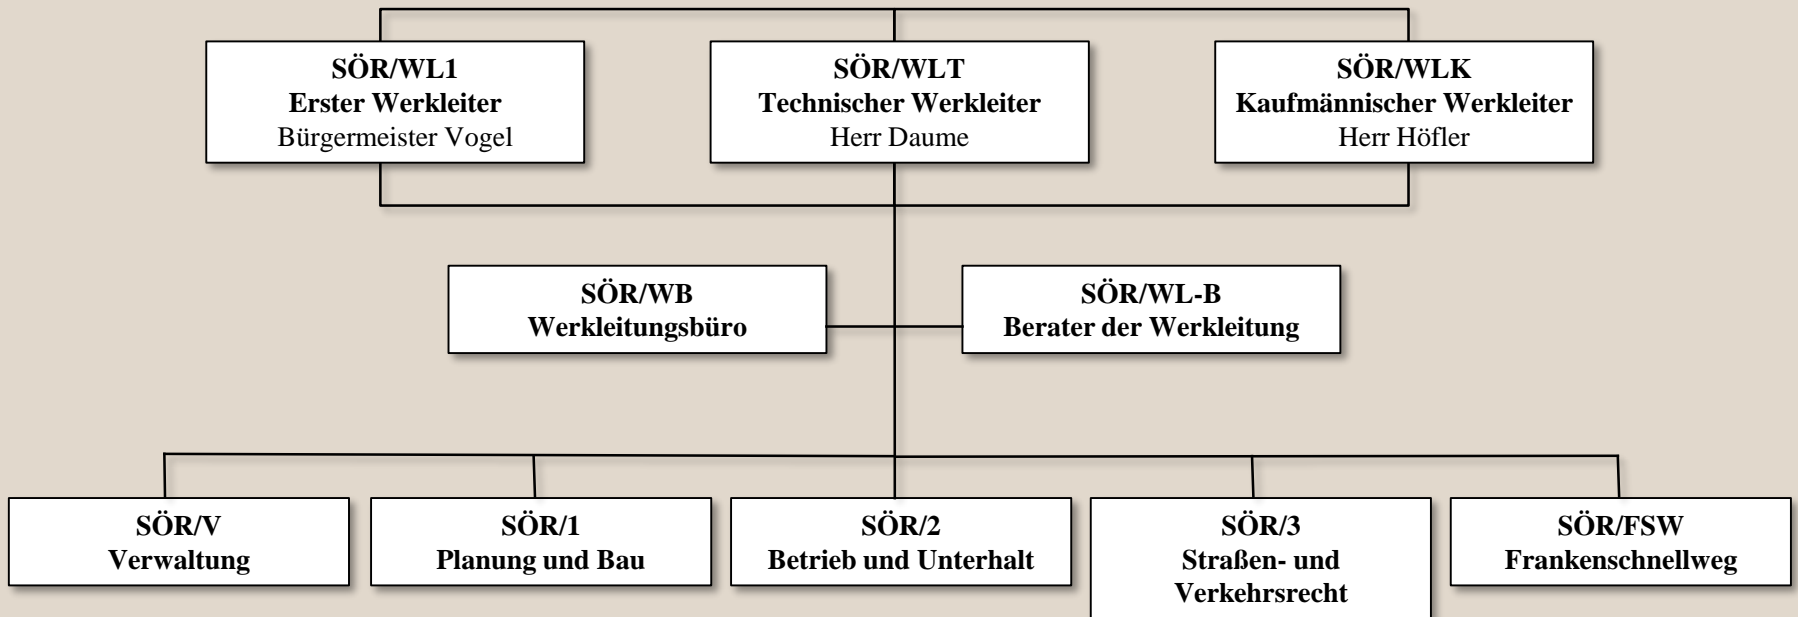 SÖR/WL1
Erster Werkleiter
Bürgermeister Vogel
SÖR/WLT
Technischer Werkleiter
Herr Daume
SÖR/WLK
Kaufmännischer Werkleiter
Herr Höfler
SÖR/WB
Werkleitungsbüro
SÖR/WL-B
Berater der Werkleitung
SÖR/V
Verwaltung
SÖR/1
Planung und Bau
SÖR/2
Betrieb und Unterhalt
SÖR/3
Straßen- und
Verkehrsrecht
SÖR/FSW
Frankenschnellweg